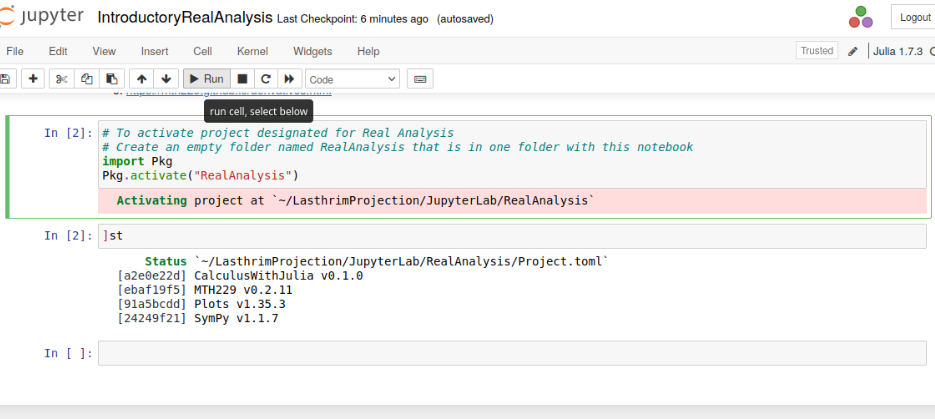 jupyter IntroductoryRealAnalysis Last Checkpoint: 6 minutes ago (autosaved)
Logout
File Edit View Insert Cell Kernel Widgets Help
Trusted Julia 1.7.3
Run Code
run cell, select below
In [2]: # To activate project designated for Real Analysis
# Create an empty folder named RealAnalysis that is in one folder with this notebook
import Pkg
Pkg.activate("RealAnalysis")
Activating project at `~/LasthrimProjection/JupyterLab/RealAnalysis`
In [2]: ]st
Status `~/LasthrimProjection/JupyterLab/RealAnalysis/Project.toml`
[a2e0e22d] CalculusWithJulia v0.1.0
[ebaf19f5] MTH229 v0.2.11
[91a5bcdd] Plots v1.35.3
[24249f21] SymPy v1.1.7
In [ ]: